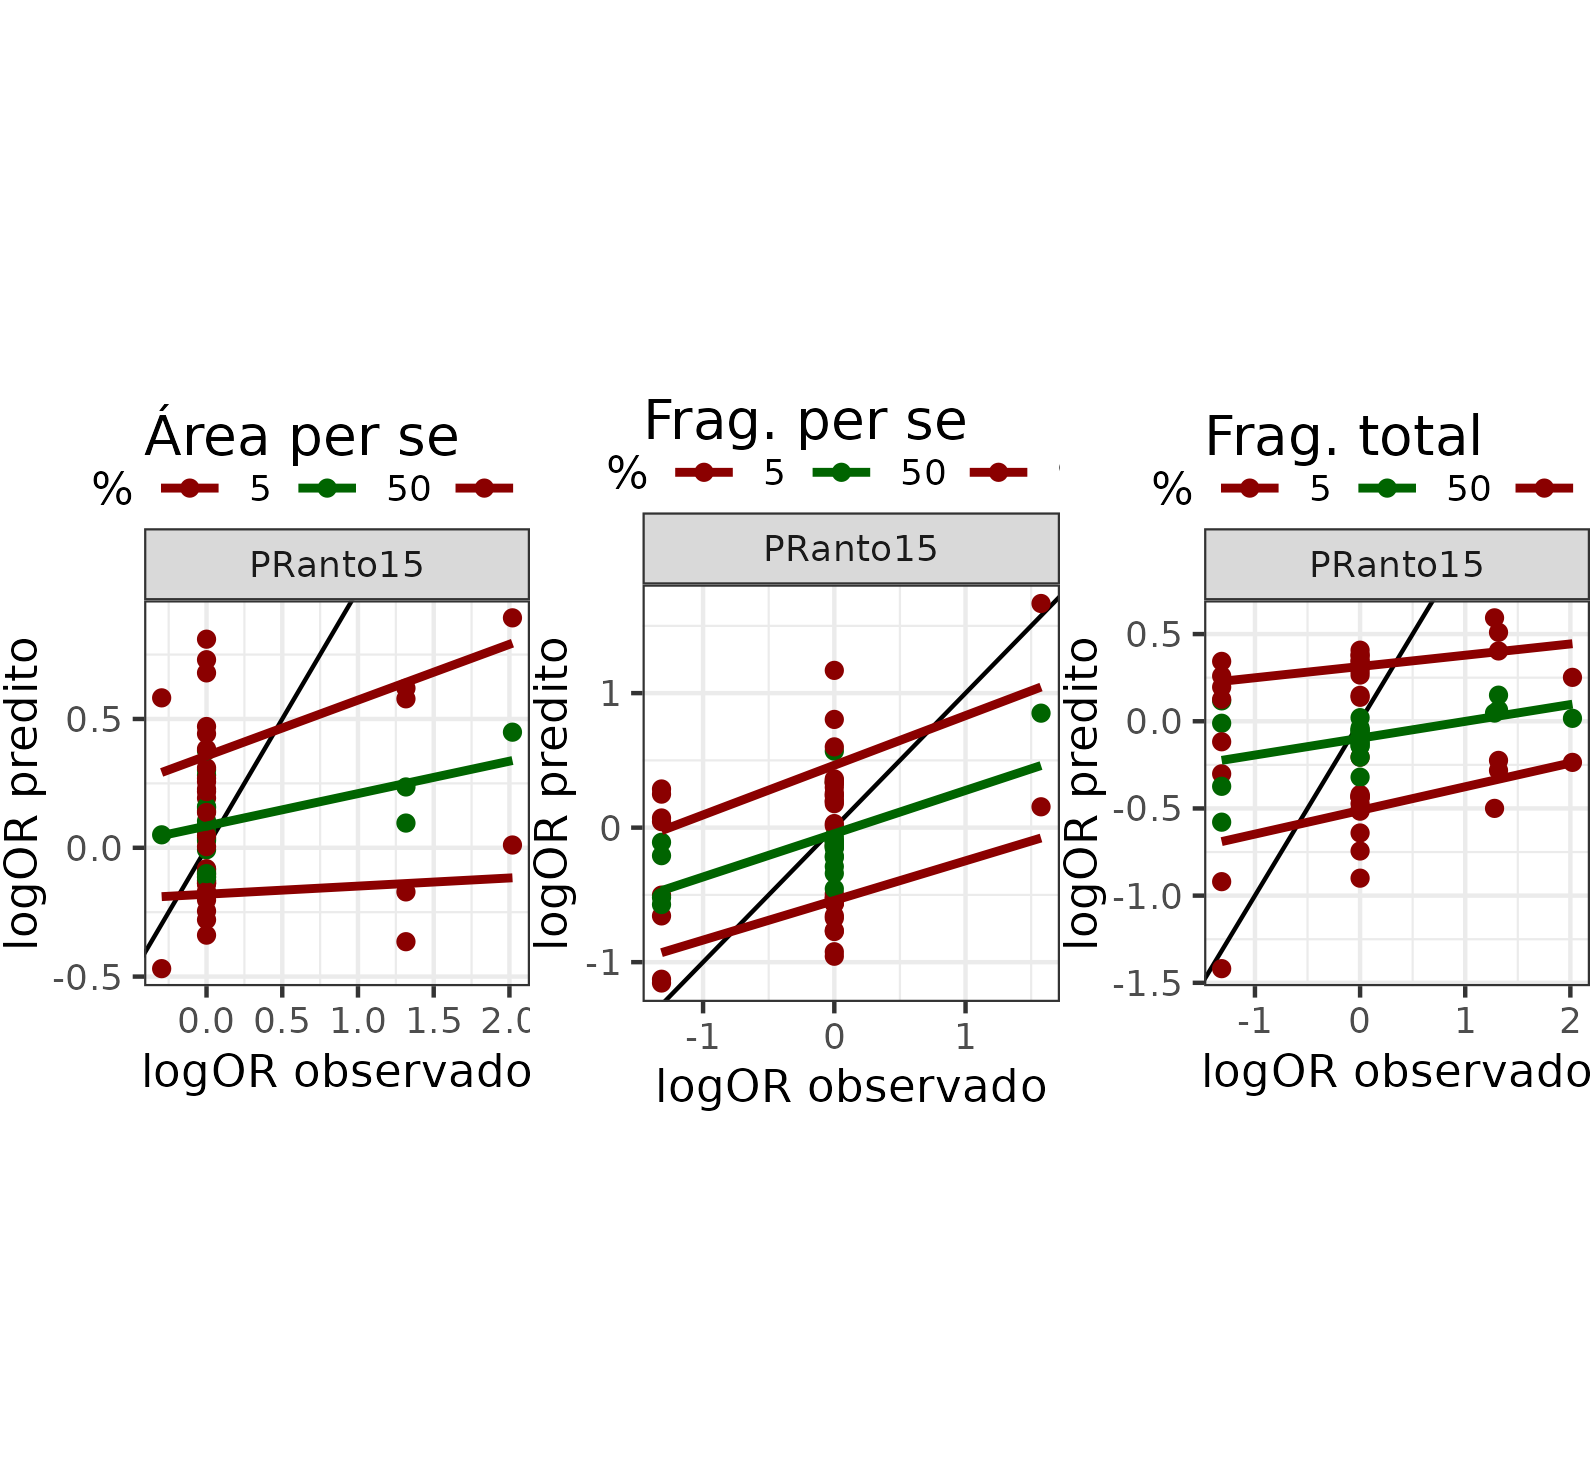 Área per se
% 5 50
PRanto15
logOR predito
0.5
0.0
-0.5
0.0 0.5 1.0 1.5 2.0
logOR observado
Frag. per se
% 5 50
PRanto15
logOR predito
1
0
-1
-1 0 1
logOR observado
Frag. total
% 5 50
PRanto15
logOR predito
0.5
0.0
-0.5
-1.0
-1.5
-1 0 1 2
logOR observado